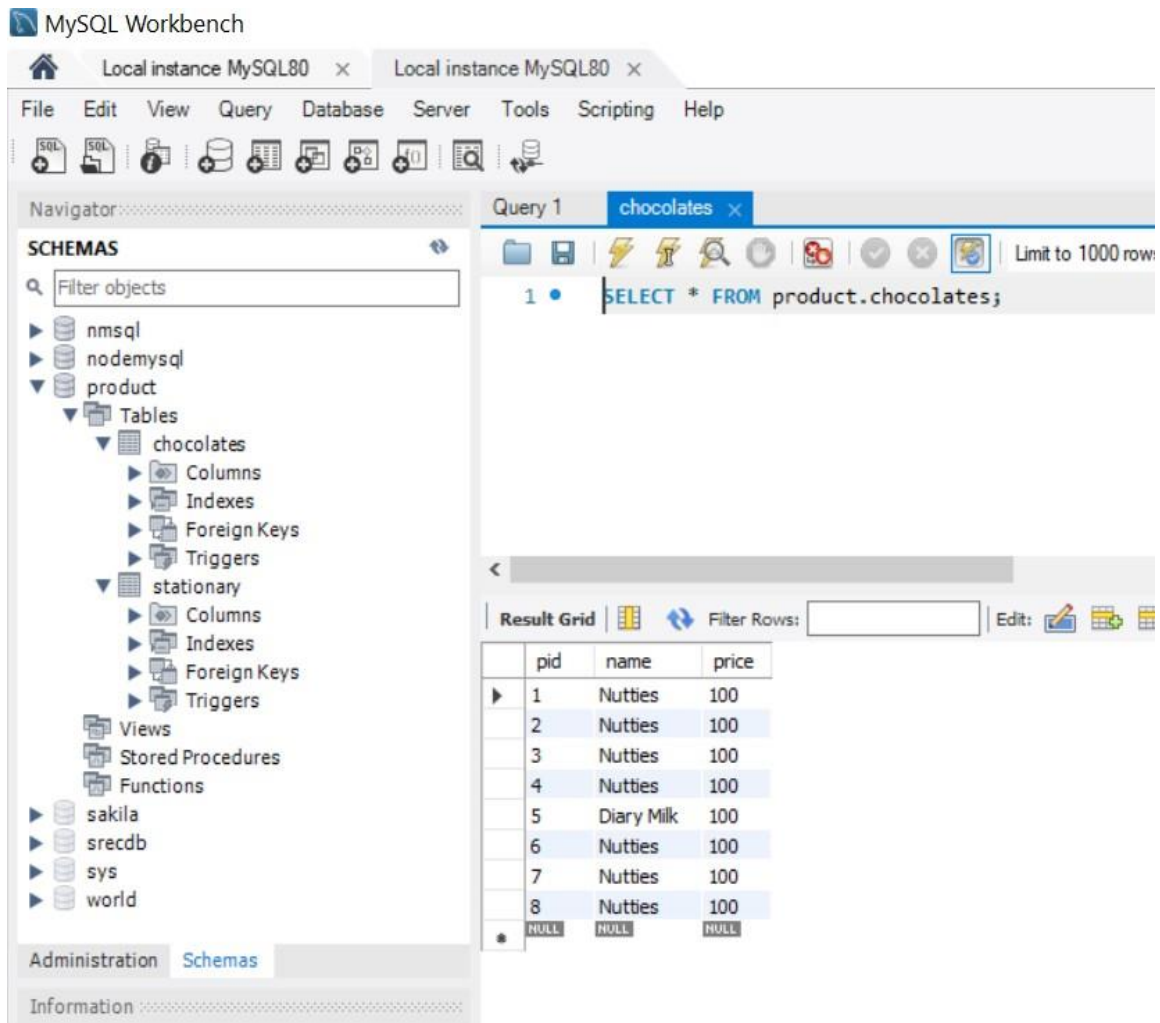 MySQL Workbench
Local instance MySQL80 × Local instance MySQL80 ×
File Edit View Query Database Server Tools Scripting Help
Navigator
SCHEMAS
Filter objects
nmsql
nodemysql
product
Tables
chocolates
Columns
Indexes
Foreign Keys
Triggers
stationary
Columns
Indexes
Foreign Keys
Triggers
Views
Stored Procedures
Functions
sakila
srecdb
sys
world
Administration Schemas
Information
Query 1 chocolates ×
Limit to 1000 rows
1 SELECT * FROM product.chocolates;
Result Grid Filter Rows: Edit:
pid name price
1 Nutties 100
2 Nutties 100
3 Nutties 100
4 Nutties 100
5 Diary Milk 100
6 Nutties 100
7 Nutties 100
8 Nutties 100
NULL NULL NULL